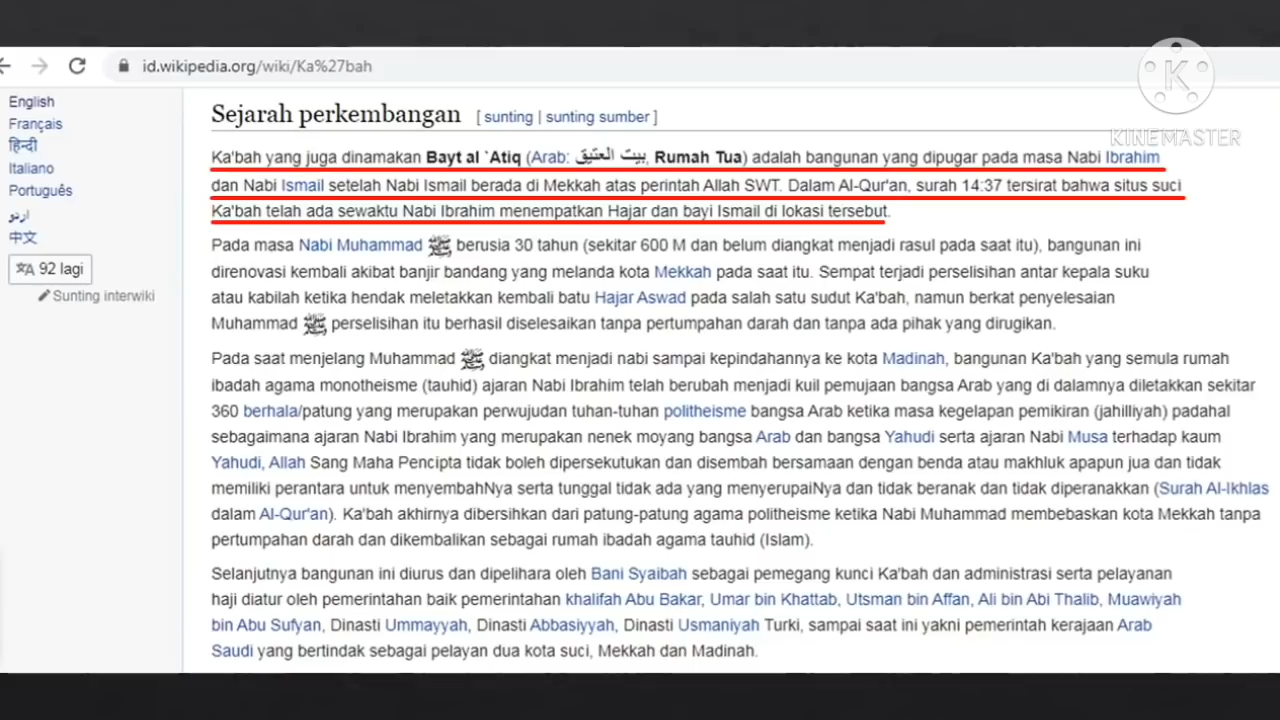 id.wikipedia.org/wiki/Ka%27bah
KINEMASTER
English
Français
हिन्दी
Italiano
Português
اردو
中文
92 lagi
Sunting interwiki
Sejarah perkembangan [ sunting | sunting sumber ]
Ka'bah yang juga dinamakan Bayt al `Atiq (Arab: بيت العتيق, Rumah Tua) adalah bangunan yang dipugar pada masa Nabi Ibrahim
dan Nabi Ismail setelah Nabi Ismail berada di Mekkah atas perintah Allah SWT. Dalam Al-Qur'an, surah 14:37 tersirat bahwa situs suci
Ka'bah telah ada sewaktu Nabi Ibrahim menempatkan Hajar dan bayi Ismail di lokasi tersebut.
Pada masa Nabi Muhammad ﷺ berusia 30 tahun (sekitar 600 M dan belum diangkat menjadi rasul pada saat itu), bangunan ini
direnovasi kembali akibat banjir bandang yang melanda kota Mekkah pada saat itu. Sempat terjadi perselisihan antar kepala suku
atau kabilah ketika hendak meletakkan kembali batu Hajar Aswad pada salah satu sudut Ka'bah, namun berkat penyelesaian
Muhammad ﷺ perselisihan itu berhasil diselesaikan tanpa pertumpahan darah dan tanpa ada pihak yang dirugikan.
Pada saat menjelang Muhammad ﷺ diangkat menjadi nabi sampai kepindahannya ke kota Madinah, bangunan Ka'bah yang semula rumah
ibadah agama monotheisme (tauhid) ajaran Nabi Ibrahim telah berubah menjadi kuil pemujaan bangsa Arab yang di dalamnya diletakkan sekitar
360 berhala/patung yang merupakan perwujudan tuhan-tuhan politheisme bangsa Arab ketika masa kegelapan pemikiran (jahilliyah) padahal
sebagaimana ajaran Nabi Ibrahim yang merupakan nenek moyang bangsa Arab dan bangsa Yahudi serta ajaran Nabi Musa terhadap kaum
Yahudi, Allah Sang Maha Pencipta tidak boleh dipersekutukan dan disembah bersamaan dengan benda atau makhluk apapun jua dan tidak
memiliki perantara untuk menyembahNya serta tunggal tidak ada yang menyerupaiNya dan tidak beranak dan tidak diperanakkan (Surah Al-Ikhlas
dalam Al-Qur'an). Ka'bah akhirnya dibersihkan dari patung-patung agama politheisme ketika Nabi Muhammad membebaskan kota Mekkah tanpa
pertumpahan darah dan dikembalikan sebagai rumah ibadah agama tauhid (Islam).
Selanjutnya bangunan ini diurus dan dipelihara oleh Bani Syaibah sebagai pemegang kunci Ka'bah dan administrasi serta pelayanan
haji diatur oleh pemerintahan baik pemerintahan khalifah Abu Bakar, Umar bin Khattab, Utsman bin Affan, Ali bin Abi Thalib, Muawiyah
bin Abu Sufyan, Dinasti Ummayyah, Dinasti Abbasiyyah, Dinasti Usmaniyah Turki, sampai saat ini yakni pemerintah kerajaan Arab
Saudi yang bertindak sebagai pelayan dua kota suci, Mekkah dan Madinah.